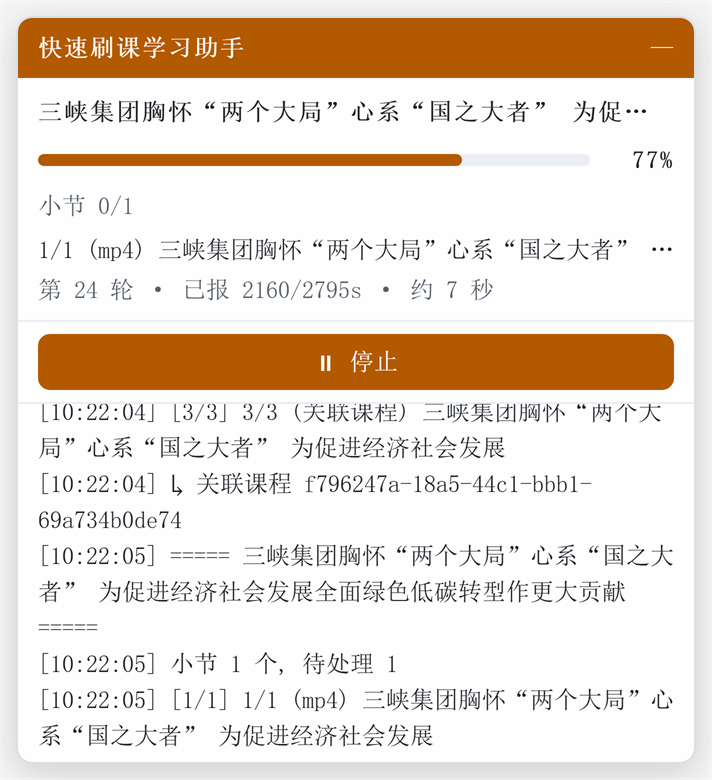 快速刷课学习助手 —
三峡集团胸怀“两个大局”心系“国之大者” 为促…
77%
小节 0/1
1/1 (mp4) 三峡集团胸怀“两个大局”心系“国之大者” …
第 24 轮 • 已报 2160/2795s • 约 7 秒
⏸ 停止
[10:22:04] [3/3] 3/3 (关联课程) 三峡集团胸怀“两个大
局”心系“国之大者” 为促进经济社会发展
[10:22:04] ↳ 关联课程 f796247a-18a5-44c1-bbb1-
69a734b0de74
[10:22:05] ===== 三峡集团胸怀“两个大局”心系“国之大
者” 为促进经济社会发展全面绿色低碳转型作更大贡献
=====
[10:22:05] 小节 1 个, 待处理 1
[10:22:05] [1/1] 1/1 (mp4) 三峡集团胸怀“两个大局”心
系“国之大者” 为促进经济社会发展